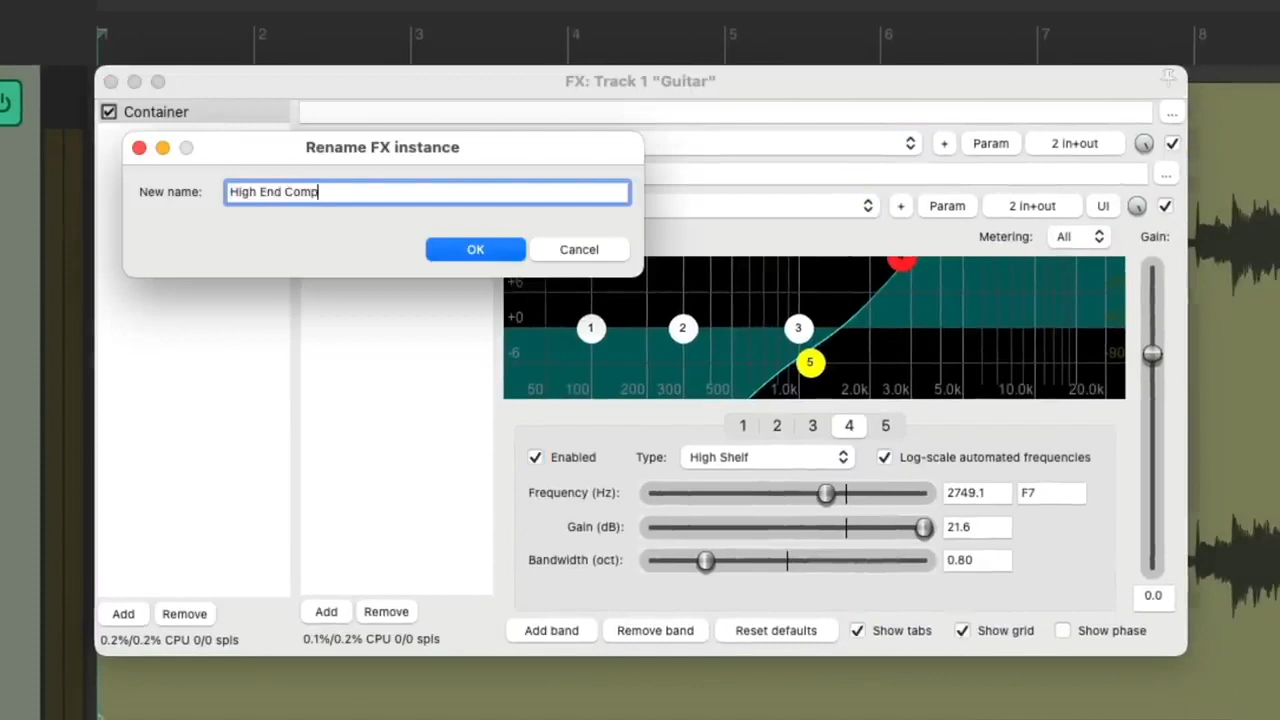 2
3
4
5
6
7
8
FX: Track 1 "Guitar"
Container
...
Rename FX instance
+
Param
2 in+out
New name:
High End Comp
...
+
Param
2 in+out
UI
OK
Cancel
Metering:
All
Gain:
+6
+0
-6
-90
1
2
3
5
50
100
200
300
500
1.0k
2.0k
3.0k
5.0k
10.0k
20.0k
1
2
3
4
5
Enabled
Type:
High Shelf
Log-scale automated frequencies
Frequency (Hz):
2749.1
F7
Gain (dB):
21.6
Bandwidth (oct):
0.80
0.0
Add
Remove
Add
Remove
Add band
Remove band
Reset defaults
Show tabs
Show grid
Show phase
0.2%/0.2% CPU 0/0 spls
0.1%/0.2% CPU 0/0 spls